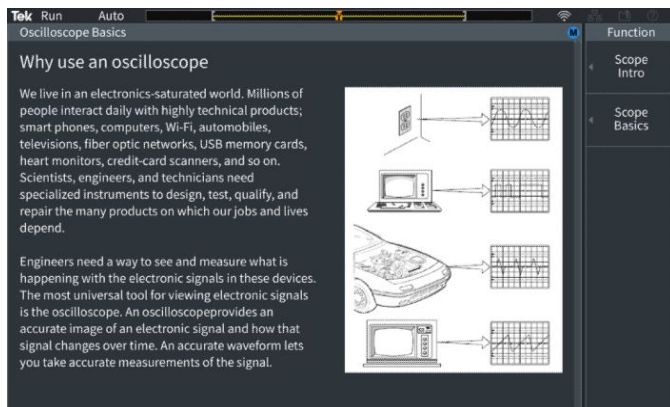 Tek Run Auto
Oscilloscope Basics
M
Function
Why use an oscilloscope
Scope
Intro
Scope
Basics
We live in an electronics-saturated world. Millions of
people interact daily with highly technical products;
smart phones, computers, Wi-Fi, automobiles,
televisions, fiber optic networks, USB memory cards,
heart monitors, credit-card scanners, and so on.
Scientists, engineers, and technicians need
specialized instruments to design, test, qualify, and
repair the many products on which our jobs and lives
depend.
Engineers need a way to see and measure what is
happening with the electronic signals in these devices.
The most universal tool for viewing electronic signals
is the oscilloscope. An oscilloscopeprovides an
accurate image of an electronic signal and how that
signal changes over time. An accurate waveform lets
you take accurate measurements of the signal.